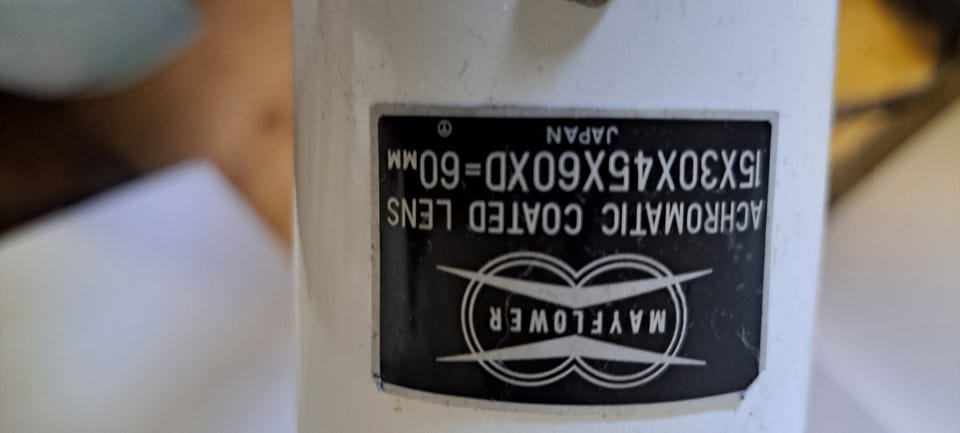 MAYFLOWER
ACHROMATIC COATED LENS
15X30X45X60XD=60MM
JAPAN